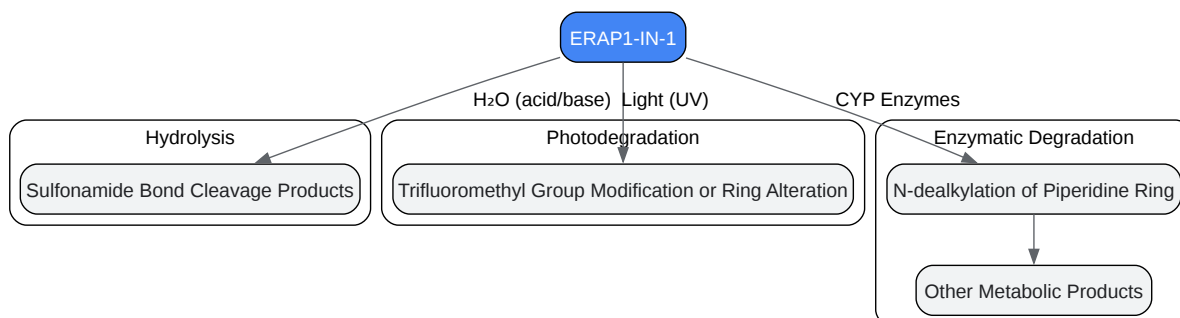 ERAP1-IN-1
H₂O (acid/base)
Light (UV)
CYP Enzymes
Hydrolysis
Photodegradation
Enzymatic Degradation
Sulfonamide Bond Cleavage Products
Trifluoromethyl Group Modification or Ring Alteration
N-dealkylation of Piperidine Ring
Other Metabolic Products